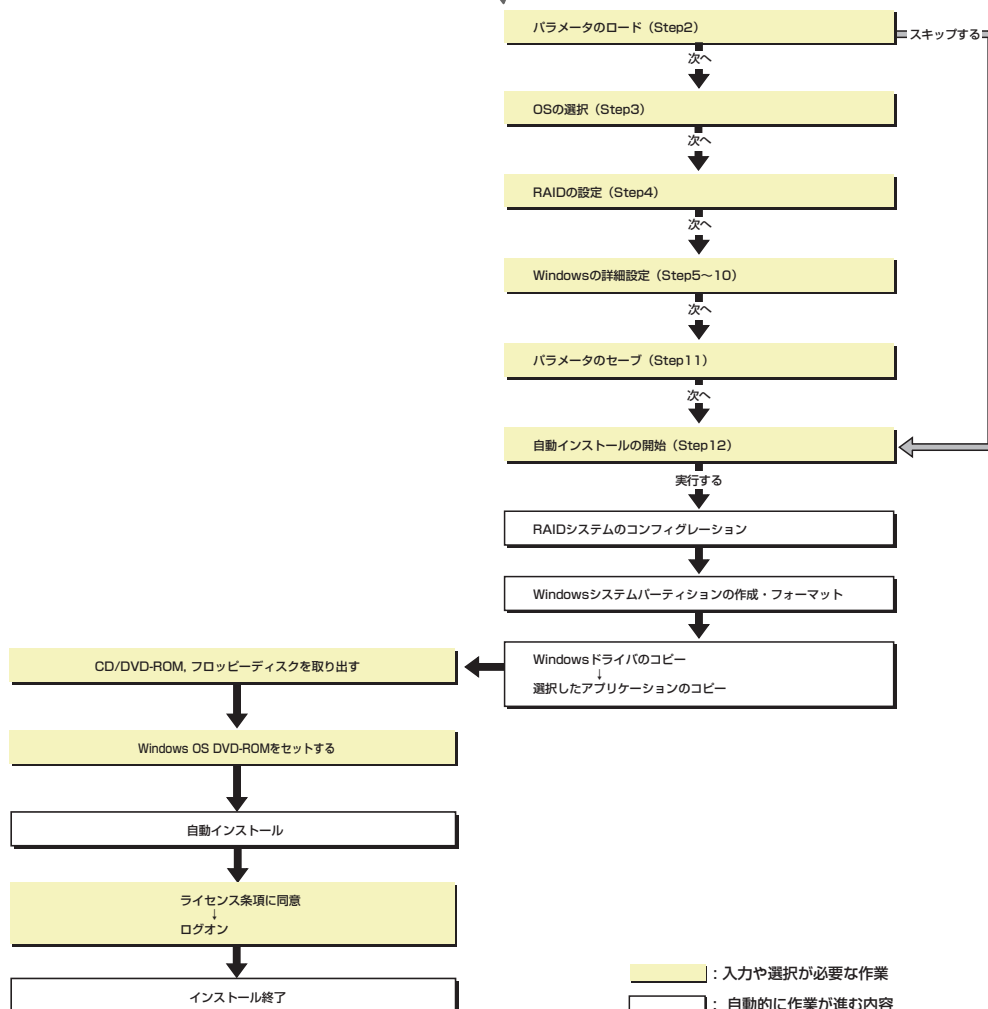 パラメータのロード（Step2）
スキップする
次へ
OSの選択（Step3）
次へ
RAIDの設定（Step4）
次へ
Windowsの詳細設定（Step5～10）
次へ
パラメータのセーブ（Step11）
次へ
自動インストールの開始（Step12）
実行する
RAIDシステムのコンフィグレーション
Windowsシステムパーティションの作成・フォーマット
Windowsドライバのコピー
↓
選択したアプリケーションのコピー
CD/DVD-ROM, フロッピーディスクを取り出す
Windows OS DVD-ROMをセットする
自動インストール
ライセンス条項に同意
↓
ログオン
インストール終了
：入力や選択が必要な作業
： 自動的に作業が進む内容